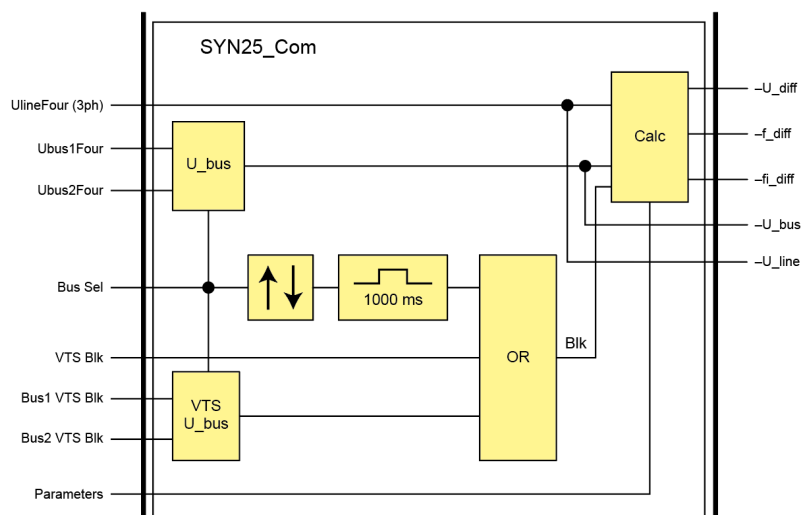 SYN25_Com
UlineFour (3ph)
Ubus1Four
Ubus2Four
Bus Sel
VTS Blk
Bus1 VTS Blk
Bus2 VTS Blk
Parameters
U_bus
1000 ms
VTS
U_bus
OR
Blk
Calc
–U_diff
–f_diff
–fi_diff
–U_bus
–U_line